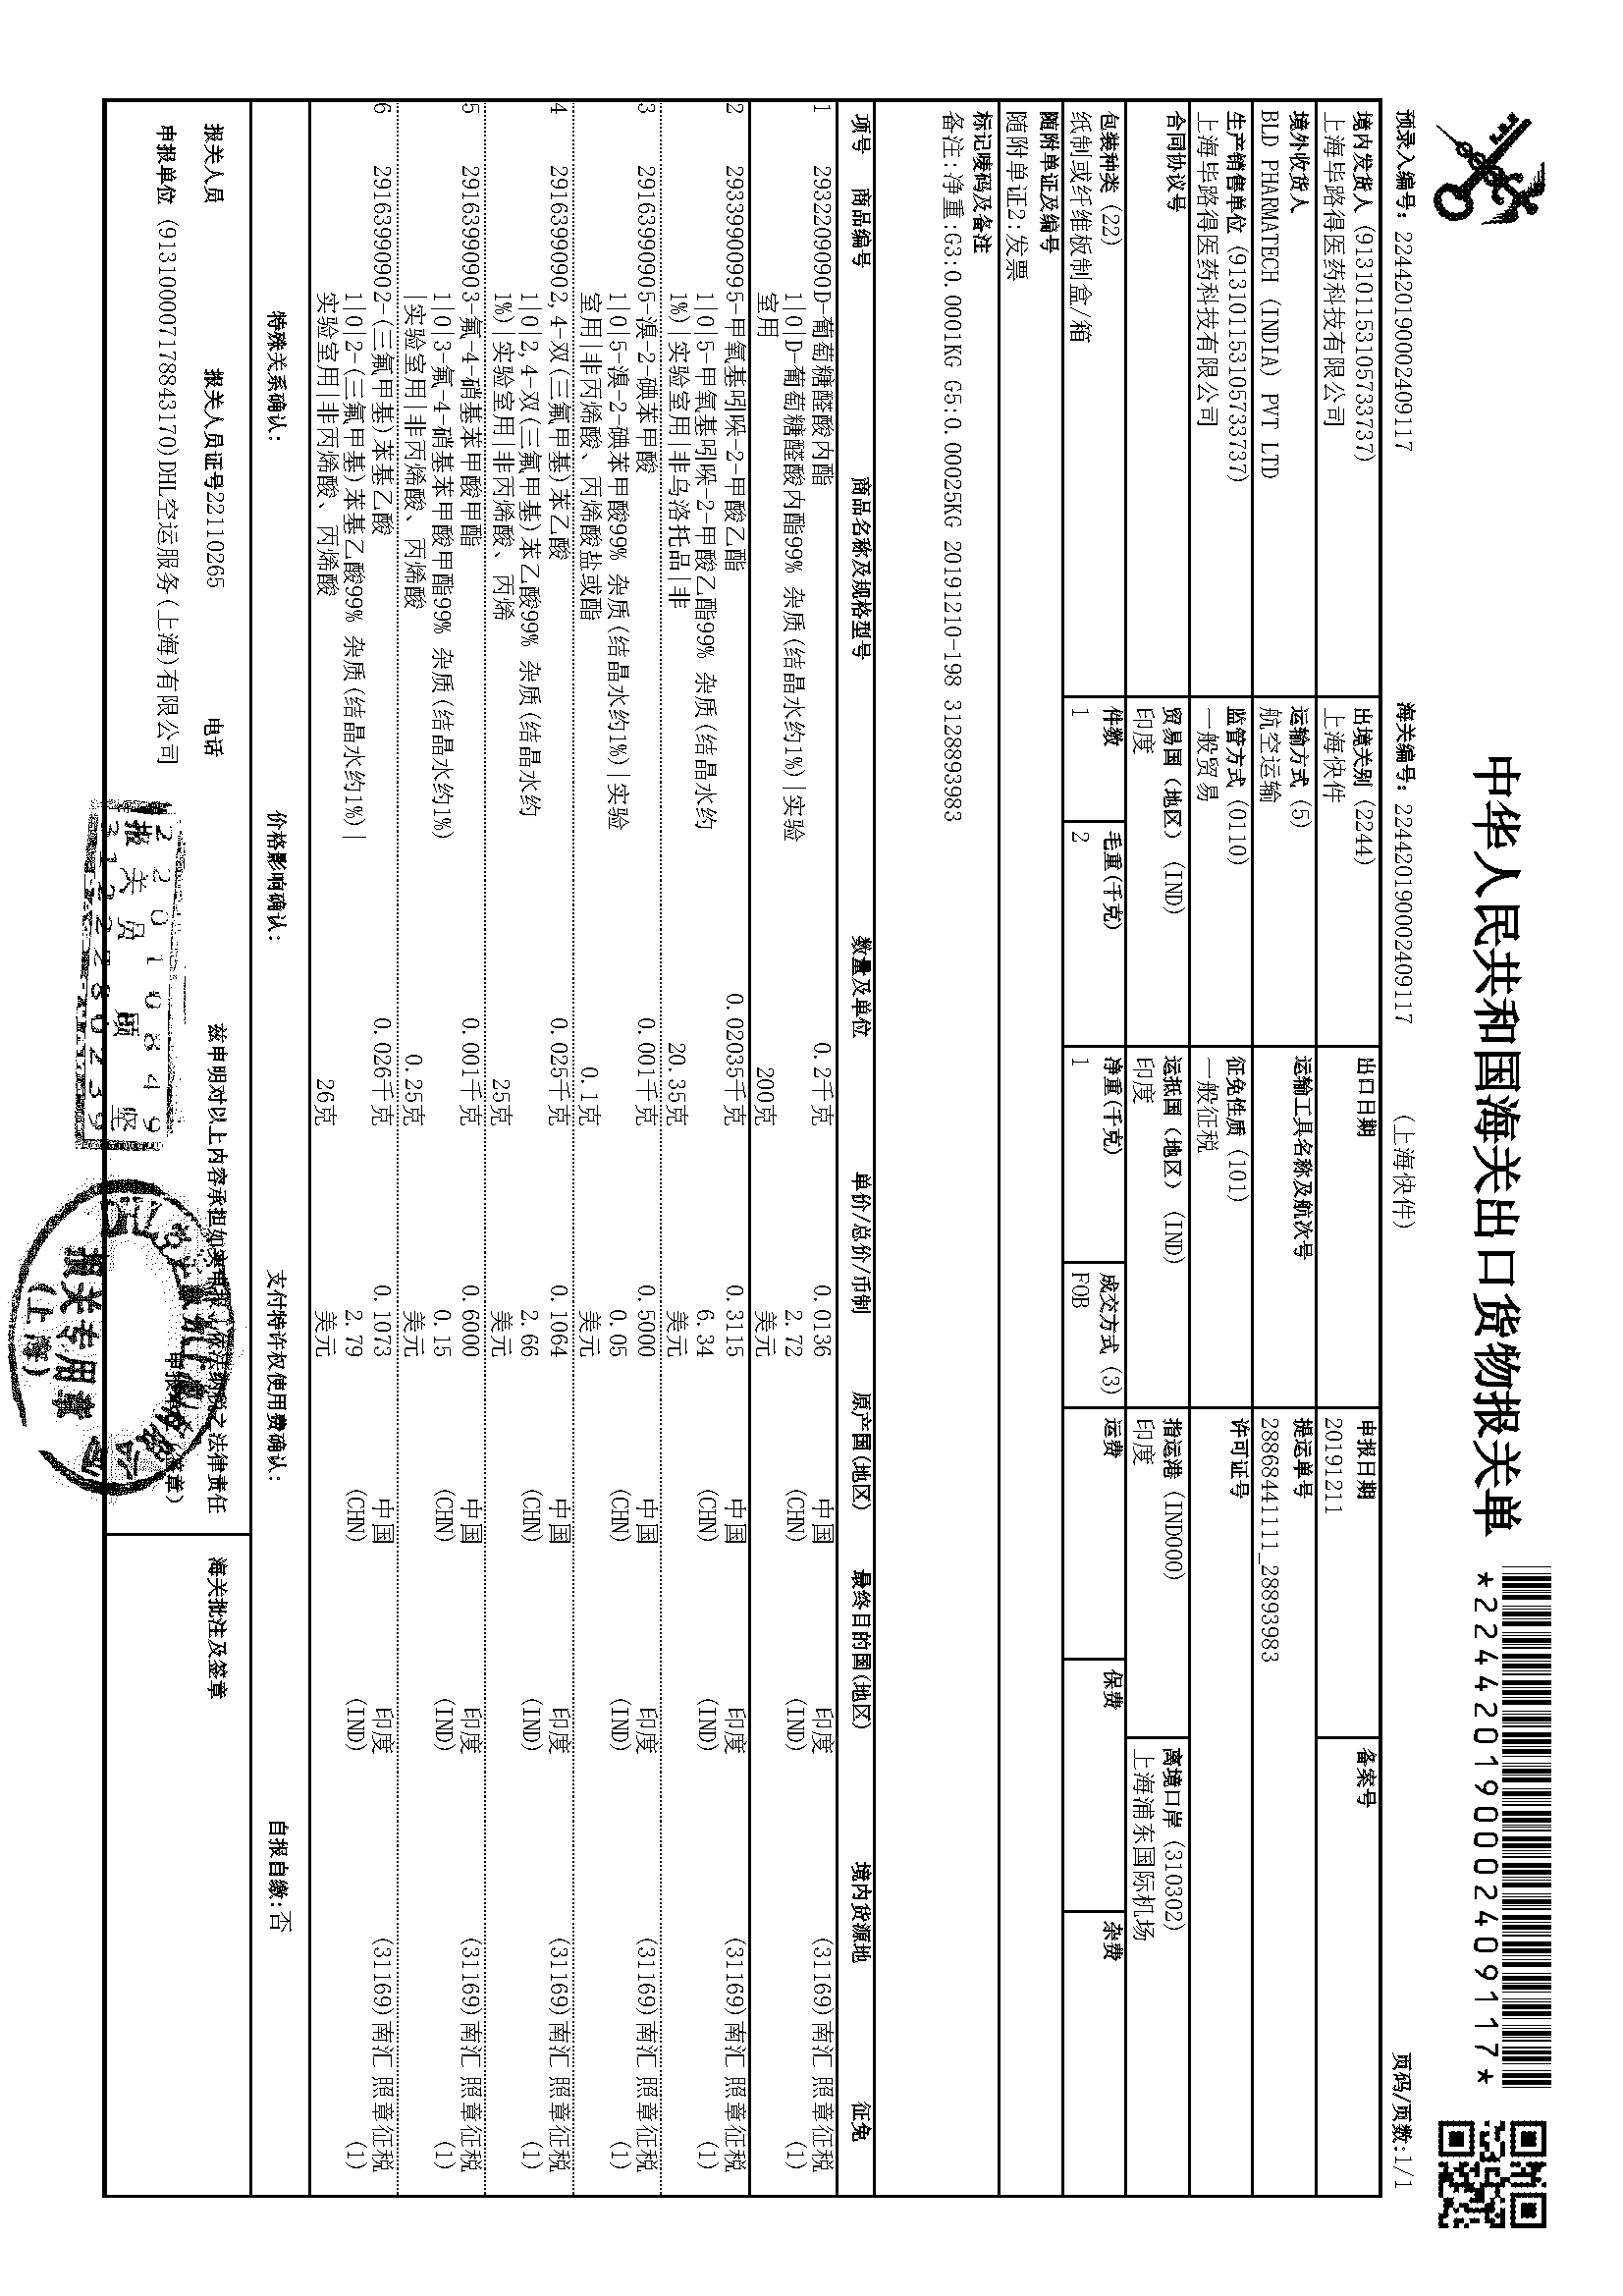 中华人民共和国海关出口货物报关单
*224420190002409117*
预录入编号：224420190002409117 海关编号：224420190002409117 (上海快件) 页码/页数:1/1
境内发货人 (913101153105733737) 出境关别 (2244) 出口日期 申报日期 备案号
上海毕路得医药科技有限公司 上海快件 20191211
境外收货人 运输方式 (5) 运输工具名称及航次号 提运单号
BLD PHARMATECH (INDIA) PVT LTD 航空运输 2886844111_28893983
生产销售单位 (913101153105733737) 监管方式 (0110) 征免性质 (101) 许可证号
上海毕路得医药科技有限公司 一般贸易 一般征税
合同协议号 贸易国（地区） (IND) 运抵国（地区） (IND) 指运港 (IND000) 离境口岸 (310302)
印度 印度 印度 上海浦东国际机场
包装种类 (22) 件数 毛重(千克) 净重(千克) 成交方式 (3) 运费 保费 杂费
纸制或纤维板制盒/箱 1 2 1 FOB
随附单证及编号
随附单证2:发票
标记唛码及备注
备注:净重:G3:0.0001KG G5:0.00025KG 20191210-198 3128893983
项号 商品编号 商品名称及规格型号 数量及单位 单价/总价/币制 原产国(地区) 最终目的国(地区) 境内货源地 征免
1 2932209090D-葡萄糖醛酸内酯 0.2千克 0.0136 中国 印度 (31169)南汇 照章征税
1|0|D-葡萄糖醛酸内酯99% 杂质(结晶水约1%)|实验 2.72 (CHN) (IND) (1)
室用 200克 美元
2 29339900995-甲氧基吲哚-2-甲酸乙酯 0.02035千克 0.3115 中国 印度 (31169)南汇 照章征税
1|0|5-甲氧基吲哚-2-甲酸乙酯99% 杂质(结晶水约 6.34 (CHN) (IND) (1)
1%)|实验室用|非乌洛托品|非 20.35克 美元
3 29163990905-溴-2-碘苯甲酸 0.001千克 0.5000 中国 印度 (31169)南汇 照章征税
1|0|5-溴-2-碘苯甲酸99% 杂质(结晶水约1%)|实验 0.05 (CHN) (IND) (1)
室用|非丙烯酸、丙烯酸盐或酯 0.1克 美元
4 29163990902,4-双(三氟甲基)苯乙酸 0.025千克 0.1064 中国 印度 (31169)南汇 照章征税
1|0|2,4-双(三氟甲基)苯乙酸99% 杂质(结晶水约 2.66 (CHN) (IND) (1)
1%)|实验室用|非丙烯酸、丙烯 25克 美元
5 29163990903-氟-4-硝基苯甲酸甲酯 0.001千克 0.6000 中国 印度 (31169)南汇 照章征税
1|0|3-氟-4-硝基苯甲酸甲酯99% 杂质(结晶水约1%) 0.15 (CHN) (IND) (1)
|实验室用|非丙烯酸、丙烯酸 0.25克 美元
6 29163990902-(三氟甲基)苯基乙酸 0.026千克 0.1073 中国 印度 (31169)南汇 照章征税
1|0|2-(三氟甲基)苯基乙酸99% 杂质(结晶水约1%)| 2.79 (CHN) (IND) (1)
实验室用|非丙烯酸、丙烯酸 26克 美元
特殊关系确认： 价格影响确认： 支付特许权使用费确认： 自报自缴:否
报关人员 报关人员证号22110265 电话 兹申明对以上内容承担如实申报、依法纳税之法律责任 海关批注及签章
申报单位 (913100007178843170)DHL空运服务(上海)有限公司
22010849
报关员 顾 坚
报关专用章
(上海)